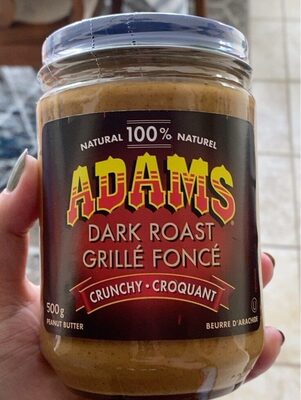 NATURAL 100% NATUREL
ADAMS
DARK ROAST
GRILLÉ FONCÉ
CRUNCHY • CROQUANT
500 g
PEANUT BUTTER
BEURRE D'ARACHIDE